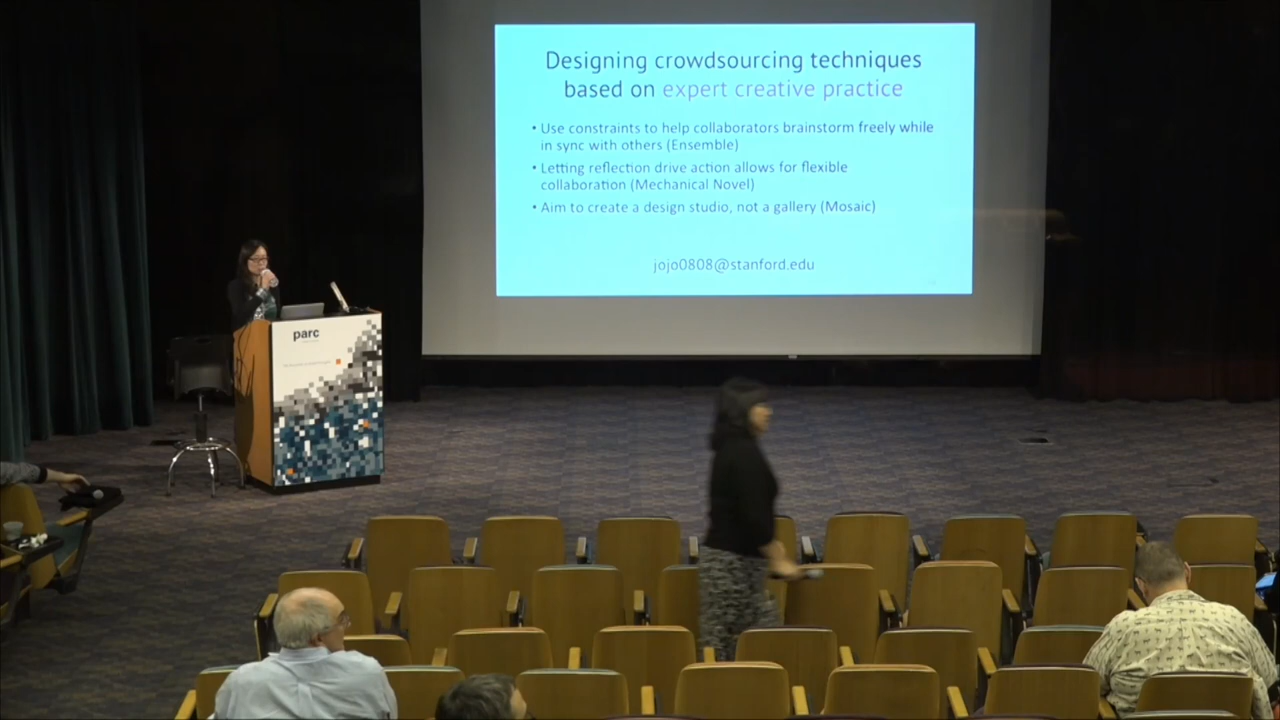 Designing crowdsourcing techniques
based on expert creative practice
• Use constraints to help collaborators brainstorm freely while
in sync with others (Ensemble)
• Letting reflection drive action allows for flexible
collaboration (Mechanical Novel)
• Aim to create a design studio, not a gallery (Mosaic)
jojo0808@stanford.edu
parc